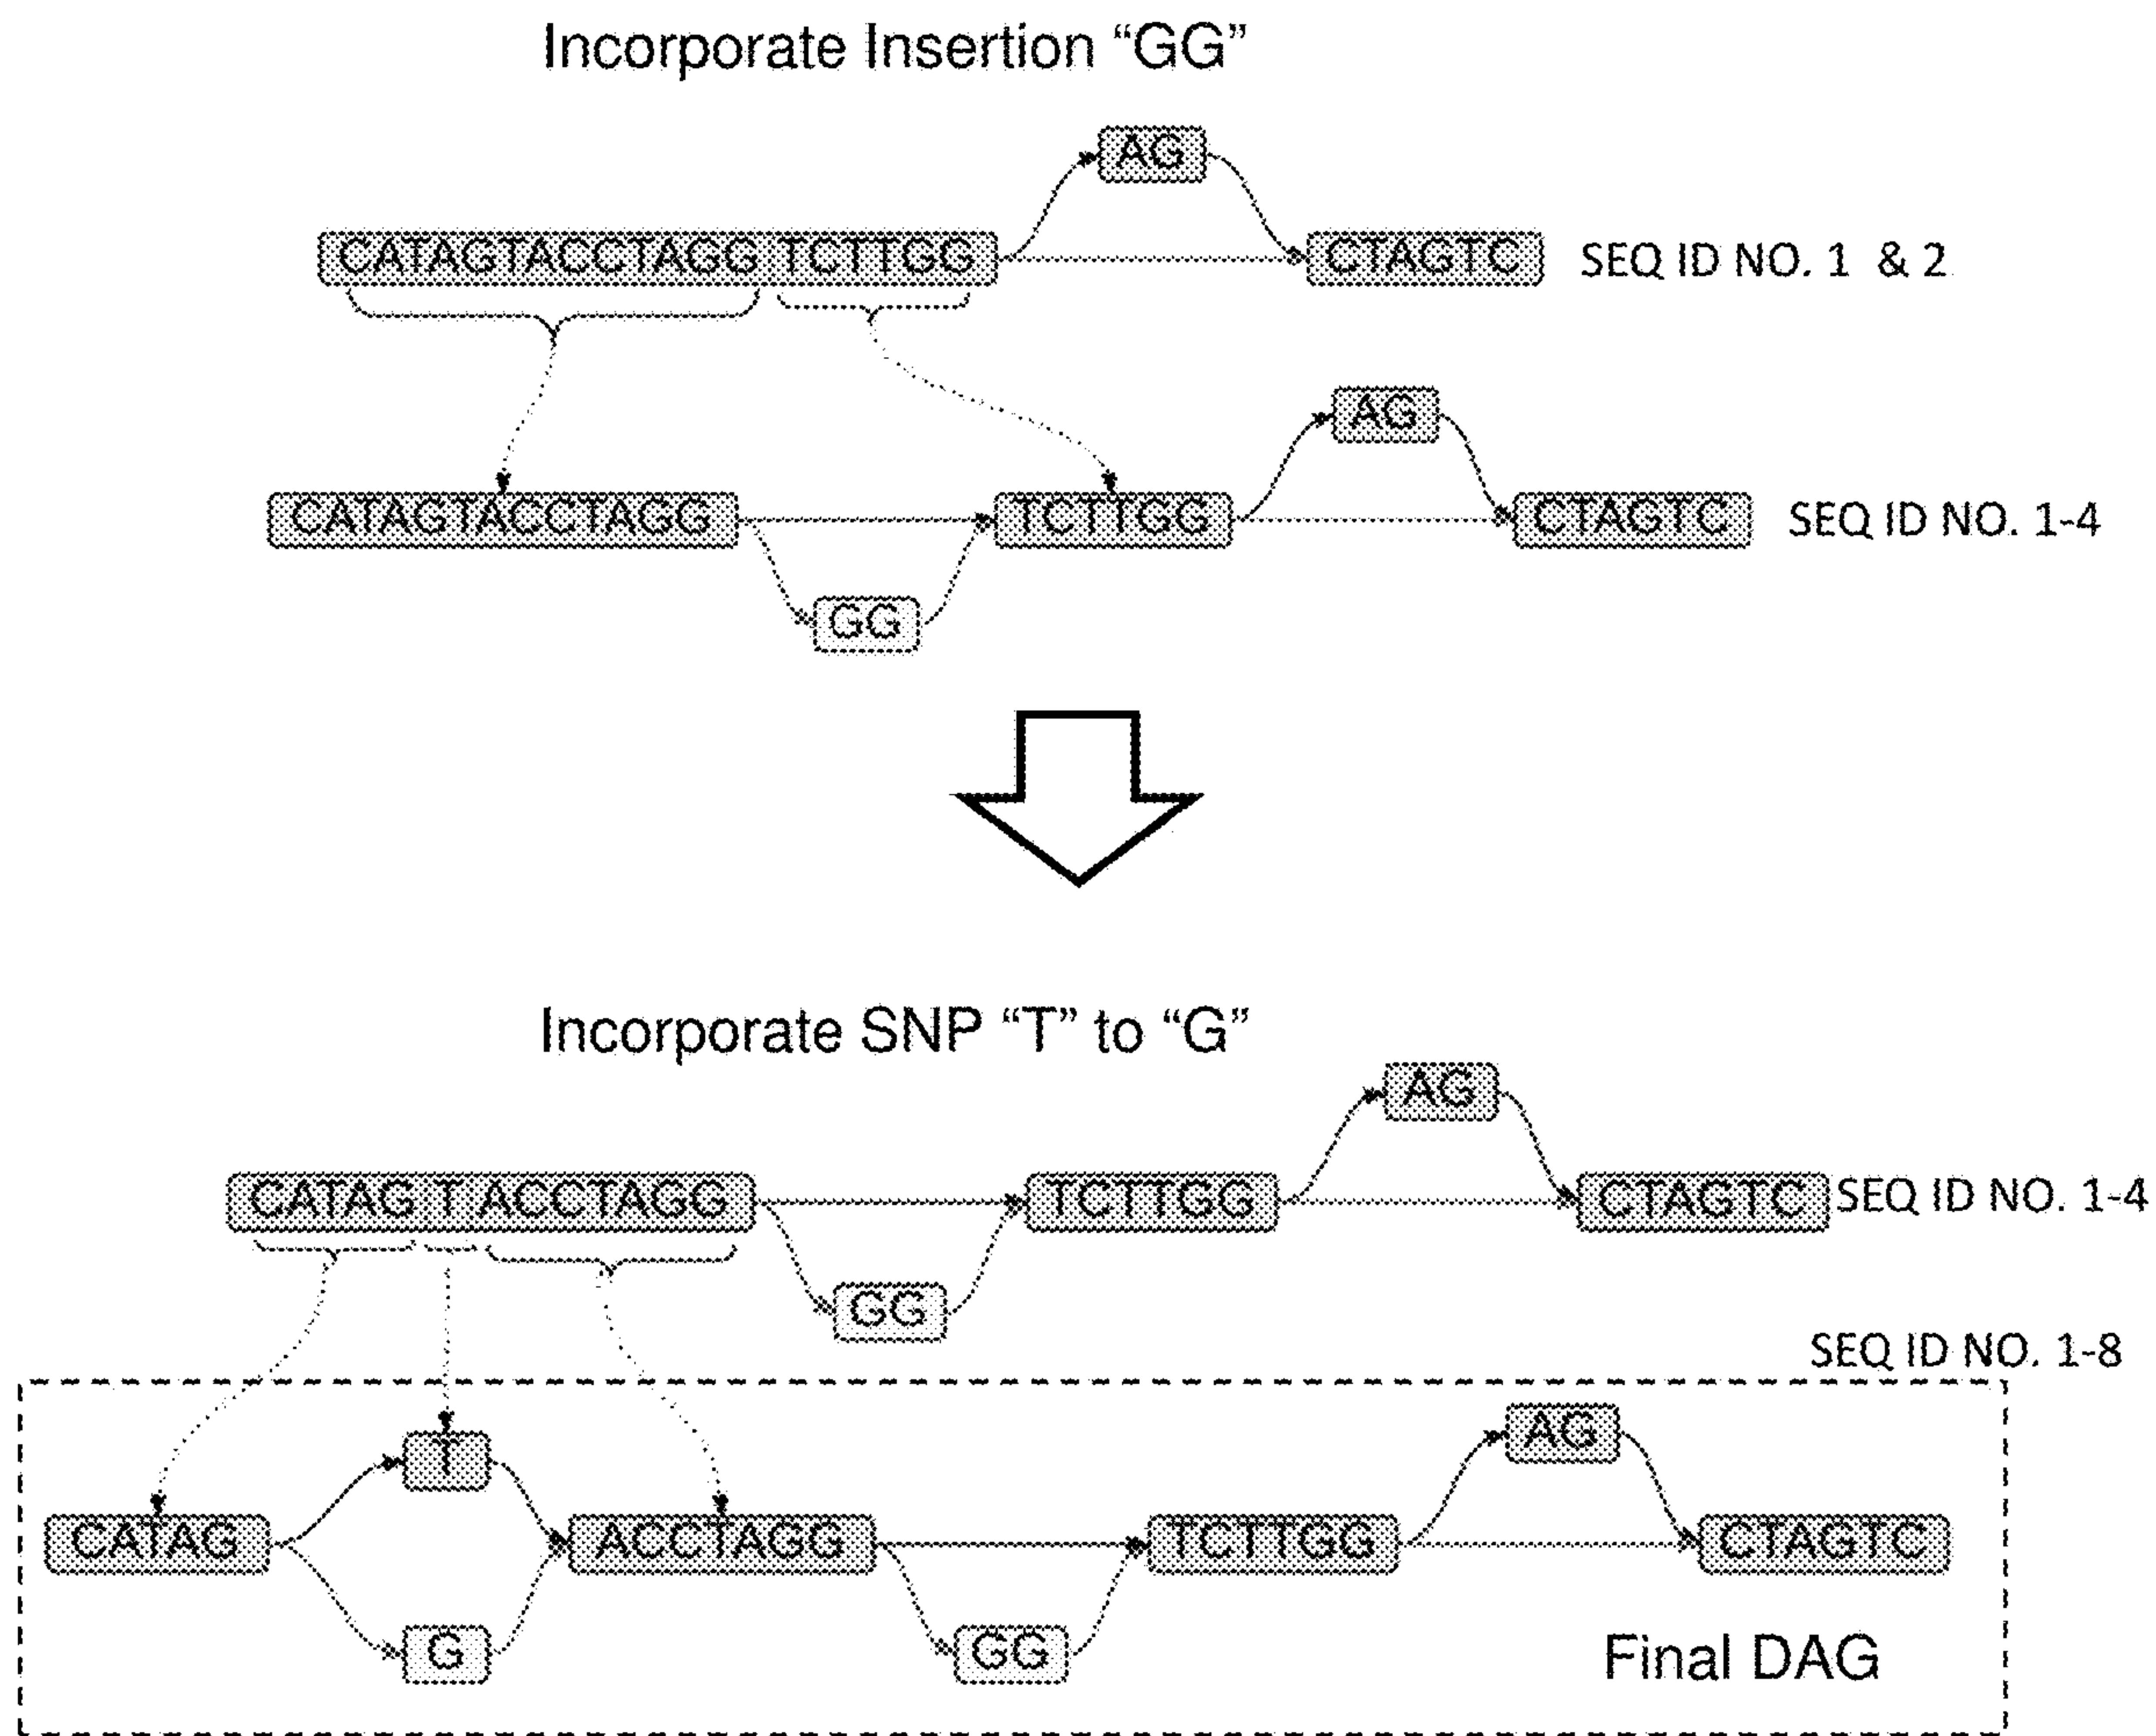 Incorporate Insertion “GG”
AG
CATAGTACCTAGG TCTTGG CTAGTC SEQ ID NO. 1 & 2
AG
CATAGTACCTAGG TCTTGG CTAGTC SEQ ID NO. 1-4
GG
Incorporate SNP “T” to “G”
AG
CATAG T ACCTAGG TCTTGG CTAGTC SEQ ID NO. 1-4
GG
SEQ ID NO. 1-8
AG
T
CATAG ACCTAGG TCTTGG CTAGTC
G GG Final DAG